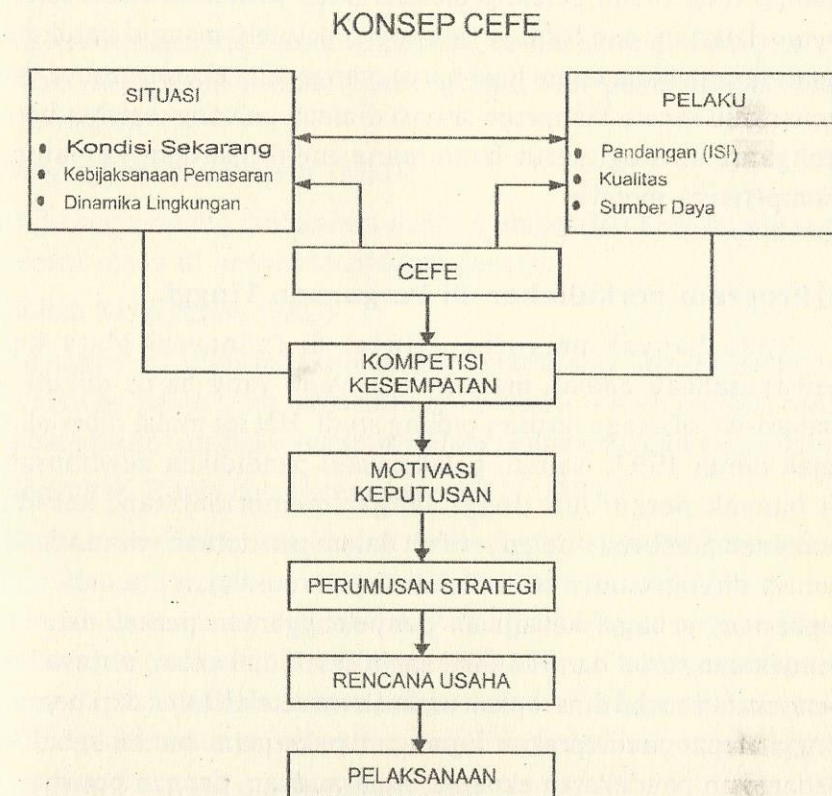 KONSEP CEFE
SITUASI
• Kondisi Sekarang
• Kebijaksanaan Pemasaran
• Dinamika Lingkungan
PELAKU
• Pandangan (ISI)
• Kualitas
• Sumber Daya
CEFE
KOMPETISI
KESEMPATAN
MOTIVASI
KEPUTUSAN
PERUMUSAN STRATEGI
RENCANA USAHA
PELAKSANAAN